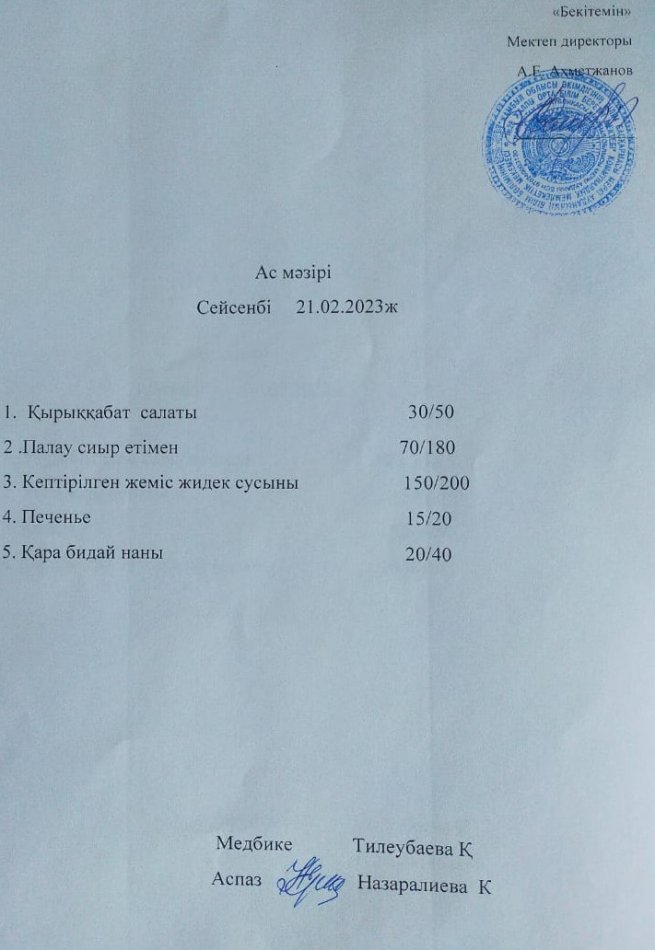 «Бекітемін»
Мектеп директоры
А.Е. Ахметжанов
Ас мәзірі
Сейсенбі 21.02.2023ж
1. Қырыққабат салаты 30/50
2 .Палау сиыр етімен 70/180
3. Кептірілген жеміс жидек сусыны 150/200
4. Печенье 15/20
5. Қара бидай наны 20/40
Медбике Тилеубаева Қ
Аспаз Назаралиева К